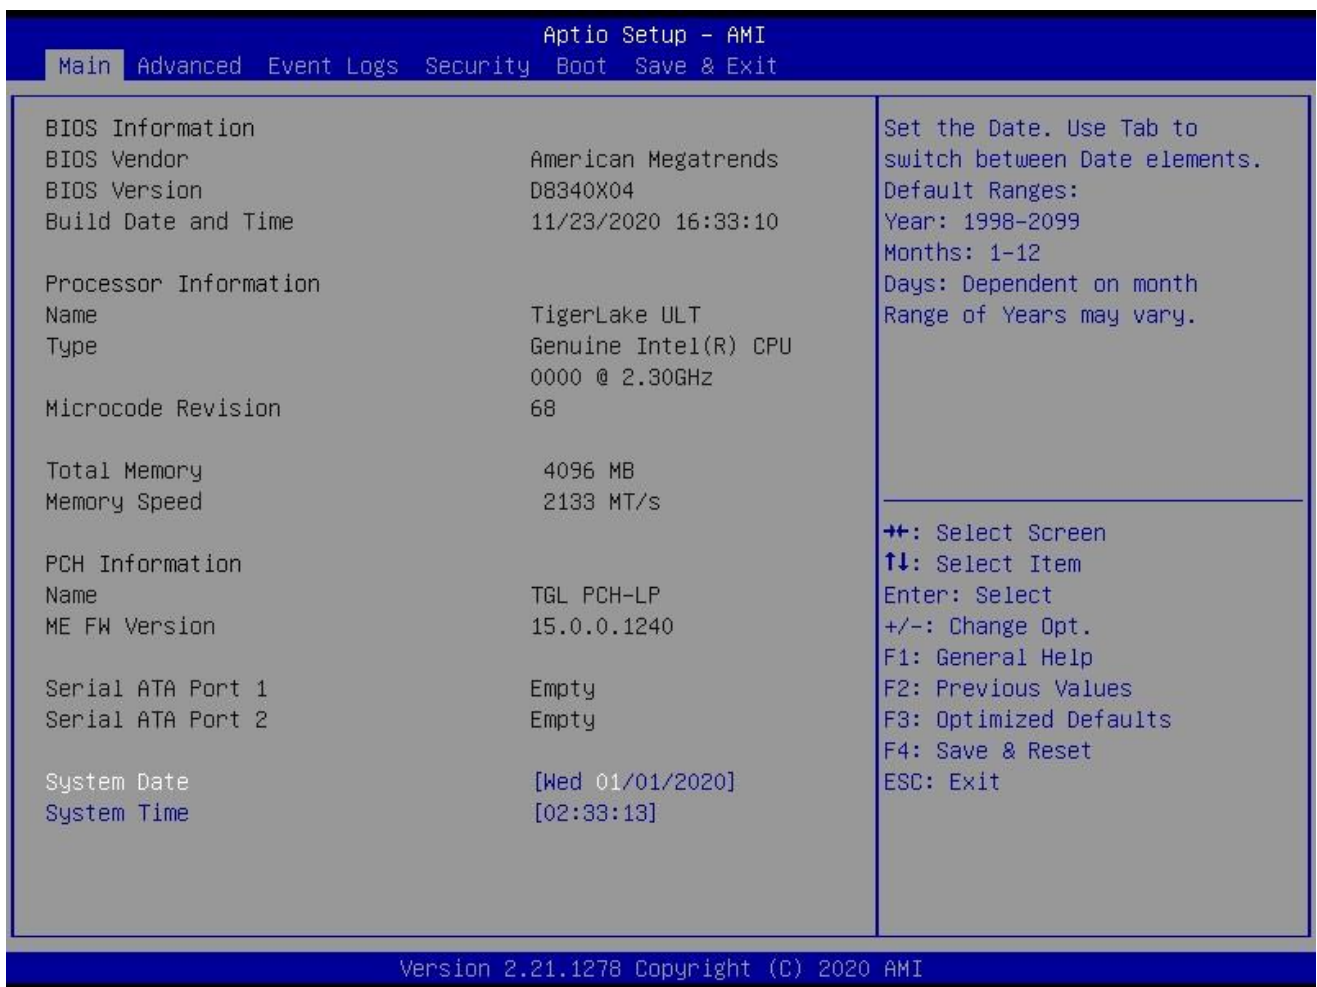 Aptio Setup – AMI
Main Advanced Event Logs Security Boot Save & Exit
BIOS Information
BIOS Vendor American Megatrends
BIOS Version D8340X04
Build Date and Time 11/23/2020 16:33:10
Processor Information
Name TigerLake ULT
Type Genuine Intel(R) CPU
0000 @ 2.30GHz
Microcode Revision 68
Total Memory 4096 MB
Memory Speed 2133 MT/s
PCH Information
Name TGL PCH-LP
ME FW Version 15.0.0.1240
Serial ATA Port 1 Empty
Serial ATA Port 2 Empty
System Date [Wed 01/01/2020]
System Time [02:33:13]
Set the Date. Use Tab to
switch between Date elements.
Default Ranges:
Year: 1998-2099
Months: 1-12
Days: Dependent on month
Range of Years may vary.
→←: Select Screen
↑↓: Select Item
Enter: Select
+/-: Change Opt.
F1: General Help
F2: Previous Values
F3: Optimized Defaults
F4: Save & Reset
ESC: Exit
Version 2.21.1278 Copyright (C) 2020 AMI